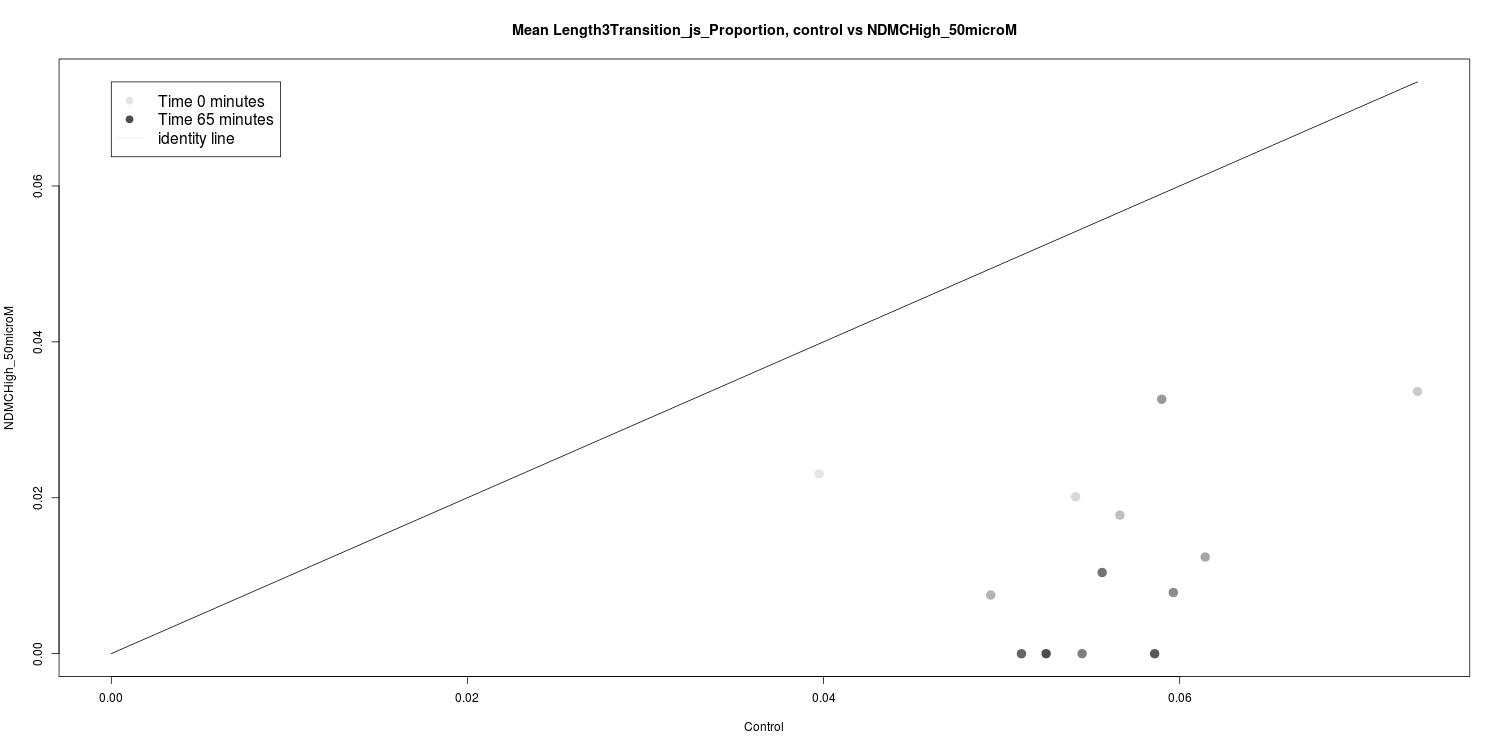 Mean Length3Transition_js_Proportion, control vs NDMCHigh_50microM
Time 0 minutes
Time 65 minutes
identity line
NDMCHigh_50microM
0.06
0.04
0.02
0.00
0.00
0.02
0.04
0.06
Control